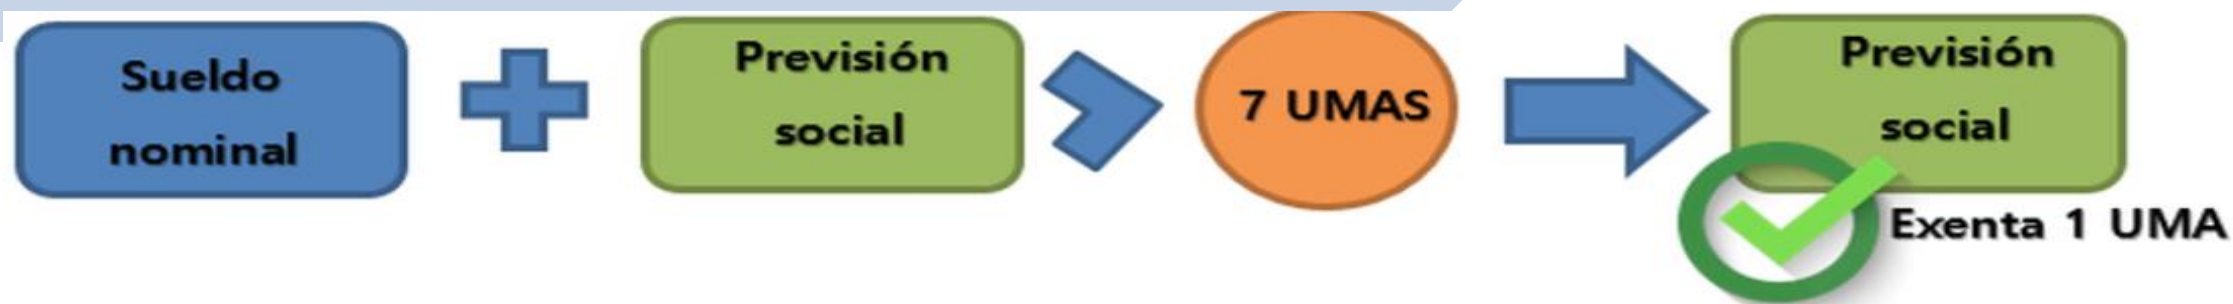 Sueldo
nominal
Previsión
social
7 UMAS
Previsión
social
Exenta 1 UMA